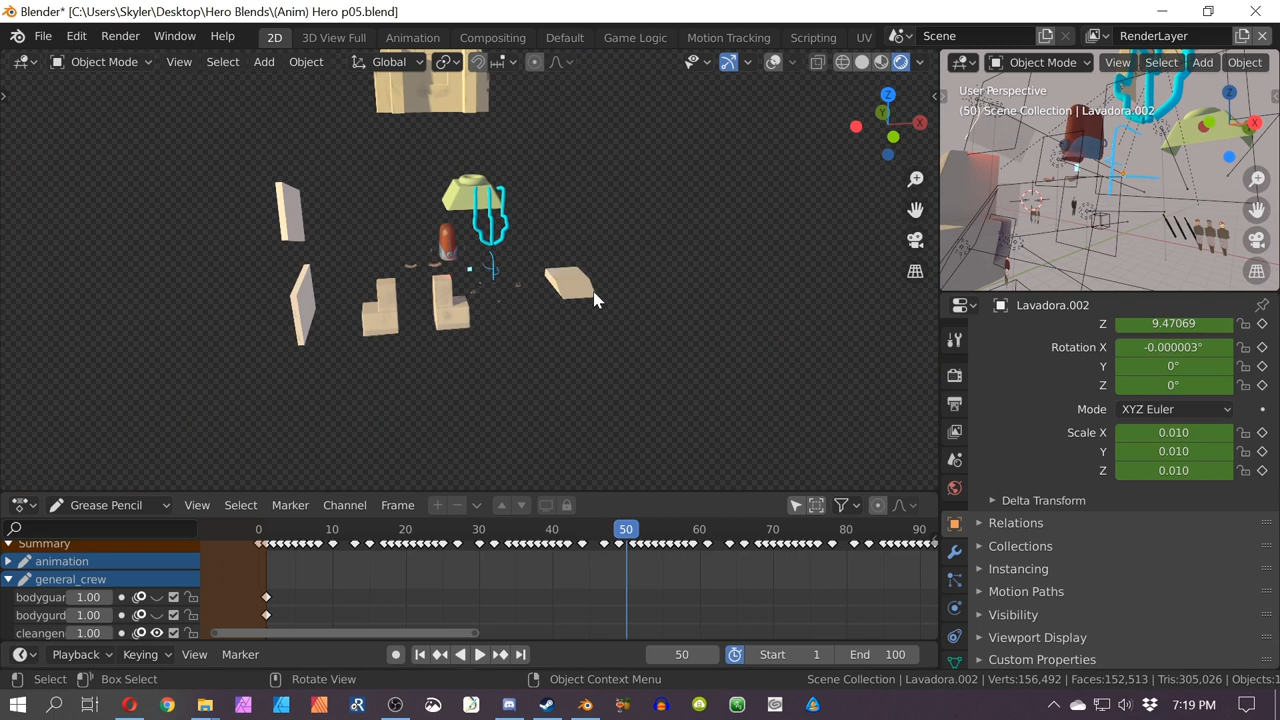 Blender* [C:\Users\Skyler\Desktop\Hero Blends\(Anim) Hero p05.blend]
File Edit Render Window Help 2D 3D View Full Animation Compositing Default Game Logic Motion Tracking Scripting UV Scene RenderLayer
Object Mode View Select Add Object Global Object Mode View Select Add Object
User Perspective
(50) Scene Collection | Lavadora.002
Z
Y
X
Z
X
Lavadora.002
Z 9.47069
Rotation X -0.000003°
Y 0°
Z 0°
Mode XYZ Euler
Scale X 0.010
Y 0.010
Z 0.010
Delta Transform
Relations
Collections
Instancing
Motion Paths
Visibility
Viewport Display
Custom Properties
Grease Pencil View Select Marker Channel Frame
0 10 20 30 40 50 60 70 80 90
Summary
animation
general_crew
bodyguar 1.00
bodygurd 1.00
cleangen 1.00
Playback Keying View Marker 50 Start 1 End 100
Select Box Select Rotate View Object Context Menu Scene Collection | Lavadora.002 | Verts:156,492 | Faces:152,513 | Tris:305,026 | Objects:1
7:19 PM